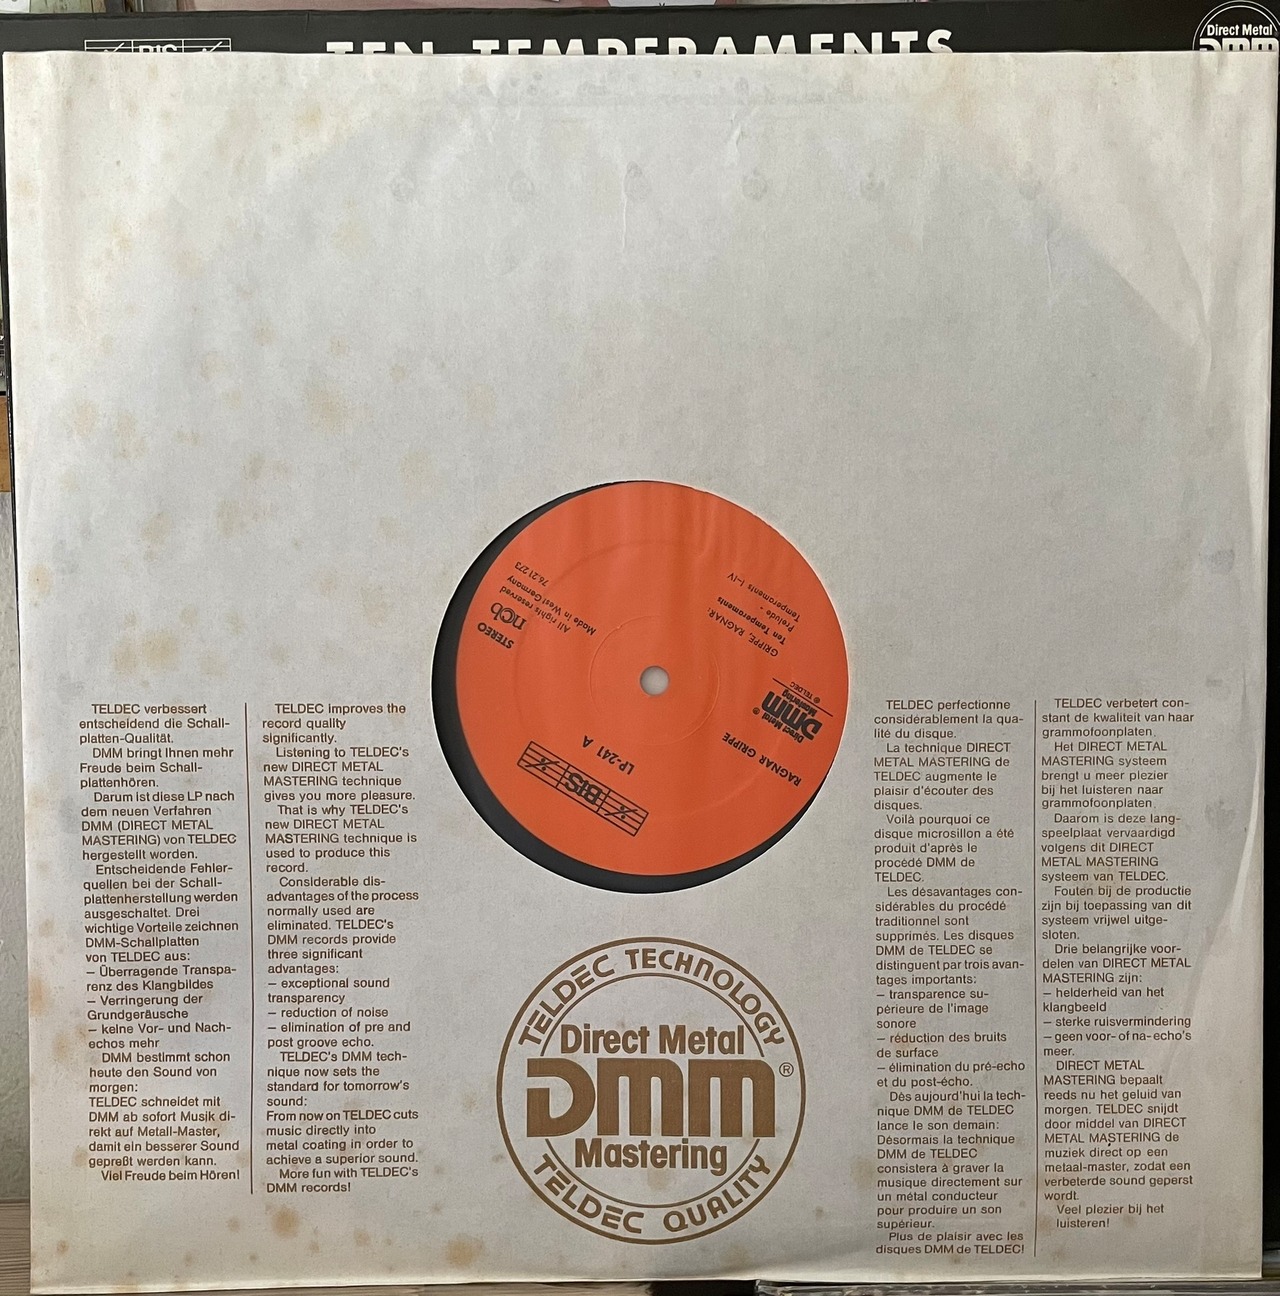 BIS
TEN TEMPERAMENTS
Direct Metal
DMM
RAGNAR GRIPPE
Direct Metal
DMM®
Mastering
℗ TELDEC
GRIPPE, RAGNAR:
Ten Temperaments
Prelude -
Temperaments I-IV
BIS
LP-241 A
STEREO
ncb
All rights reserved
Made in West Germany
76.21 273
TELDEC verbessert
entscheidend die Schall-
platten-Qualität.
DMM bringt Ihnen mehr
Freude beim Schall-
plattenhören.
Darum ist diese LP nach
dem neuen Verfahren
DMM (DIRECT METAL
MASTERING) von TELDEC
hergestellt worden.
Entscheidende Fehler-
quellen bei der Schall-
plattenherstellung werden
ausgeschaltet. Drei
wichtige Vorteile zeichnen
DMM-Schallplatten
von TELDEC aus:
– Überragende Transpa-
renz des Klangbildes
– Verringerung der
Grundgeräusche
– keine Vor- und Nach-
echos mehr
DMM bestimmt schon
heute den Sound von
morgen:
TELDEC schneidet mit
DMM ab sofort Musik di-
rekt auf Metall-Master,
damit ein besserer Sound
gepreßt werden kann.
Viel Freude beim Hören!
TELDEC improves the
record quality
significantly.
Listening to TELDEC's
new DIRECT METAL
MASTERING technique
gives you more pleasure.
That is why TELDEC's
new DIRECT METAL
MASTERING technique is
used to produce this
record.
Considerable dis-
advantages of the process
normally used are
eliminated. TELDEC's
DMM records provide
three significant
advantages:
– exceptional sound
transparency
– reduction of noise
– elimination of pre and
post groove echo.
TELDEC's DMM tech-
nique now sets the
standard for tomorrow's
sound:
From now on TELDEC cuts
music directly into
metal coating in order to
achieve a superior sound.
More fun with TELDEC's
DMM records!
TELDEC TECHNOLOGY
Direct Metal
DMM®
Mastering
TELDEC QUALITY
TELDEC perfectionne
considérablement la qua-
lité du disque.
La technique DIRECT
METAL MASTERING de
TELDEC augmente le
plaisir d'écouter des
disques.
Voilà pourquoi ce
disque microsillon a été
produit d'après le
procédé DMM de
TELDEC.
Les désavantages con-
sidérables du procédé
traditionnel sont
supprimés. Les disques
DMM de TELDEC se
distinguent par trois avan-
tages importants:
– transparence su-
périeure de l'image
sonore
– réduction des bruits
de surface
– élimination du pré-echo
et du post-écho.
Dès aujourd'hui la tech-
nique DMM de TELDEC
lance le son demain:
Désormais la technique
DMM de TELDEC
consistera à graver la
musique directement sur
un métal conducteur
pour produire un son
supérieur.
Plus de plaisir avec les
disques DMM de TELDEC!
TELDEC verbetert con-
stant de kwaliteit van haar
grammofoonplaten.
Het DIRECT METAL
MASTERING systeem
brengt u meer plezier
bij het luisteren naar
grammofoonplaten.
Daarom is deze lang-
speelplaat vervaardigd
volgens dit DIRECT
METAL MASTERING
systeem van TELDEC.
Fouten bij de productie
zijn bij toepassing van dit
systeem vrijwel uitge-
sloten.
Drie belangrijke voor-
delen van DIRECT METAL
MASTERING zijn:
– helderheid van het
klangbeeld
– sterke ruisvermindering
– geen voor- of na-echo's
meer.
DIRECT METAL
MASTERING bepaalt
reeds nu het geluid van
morgen. TELDEC snijdt
door middel van DIRECT
METAL MASTERING de
muziek direct op een
metaal-master, zodat een
verbeterde sound geperst
wordt.
Veel plezier bij het
luisteren!